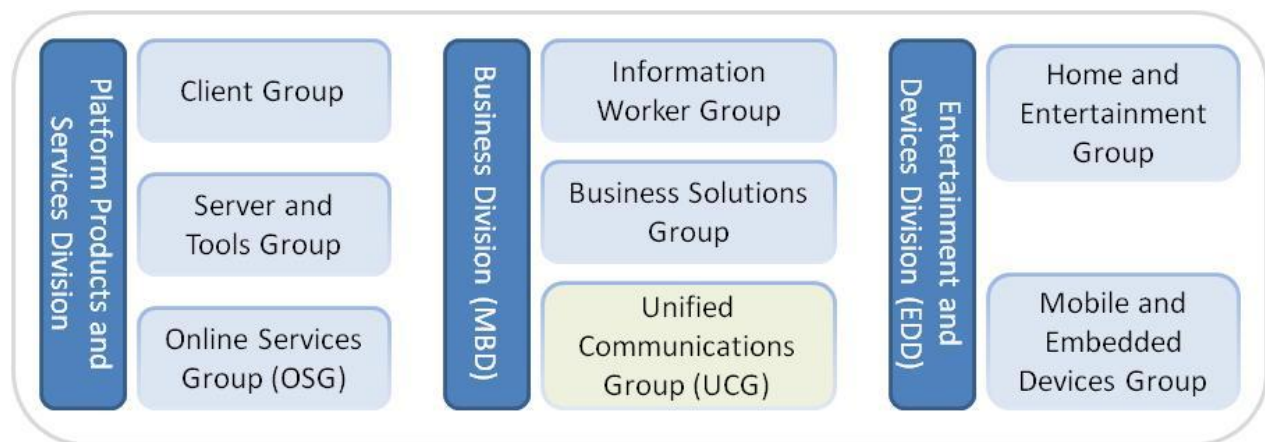 Platform Products and
Services Division
Client Group
Server and
Tools Group
Online Services
Group (OSG)
Business Division (MBD)
Information
Worker Group
Business Solutions
Group
Unified
Communications
Group (UCG)
Entertainment and
Devices Division (EDD)
Home and
Entertainment
Group
Mobile and
Embedded
Devices Group